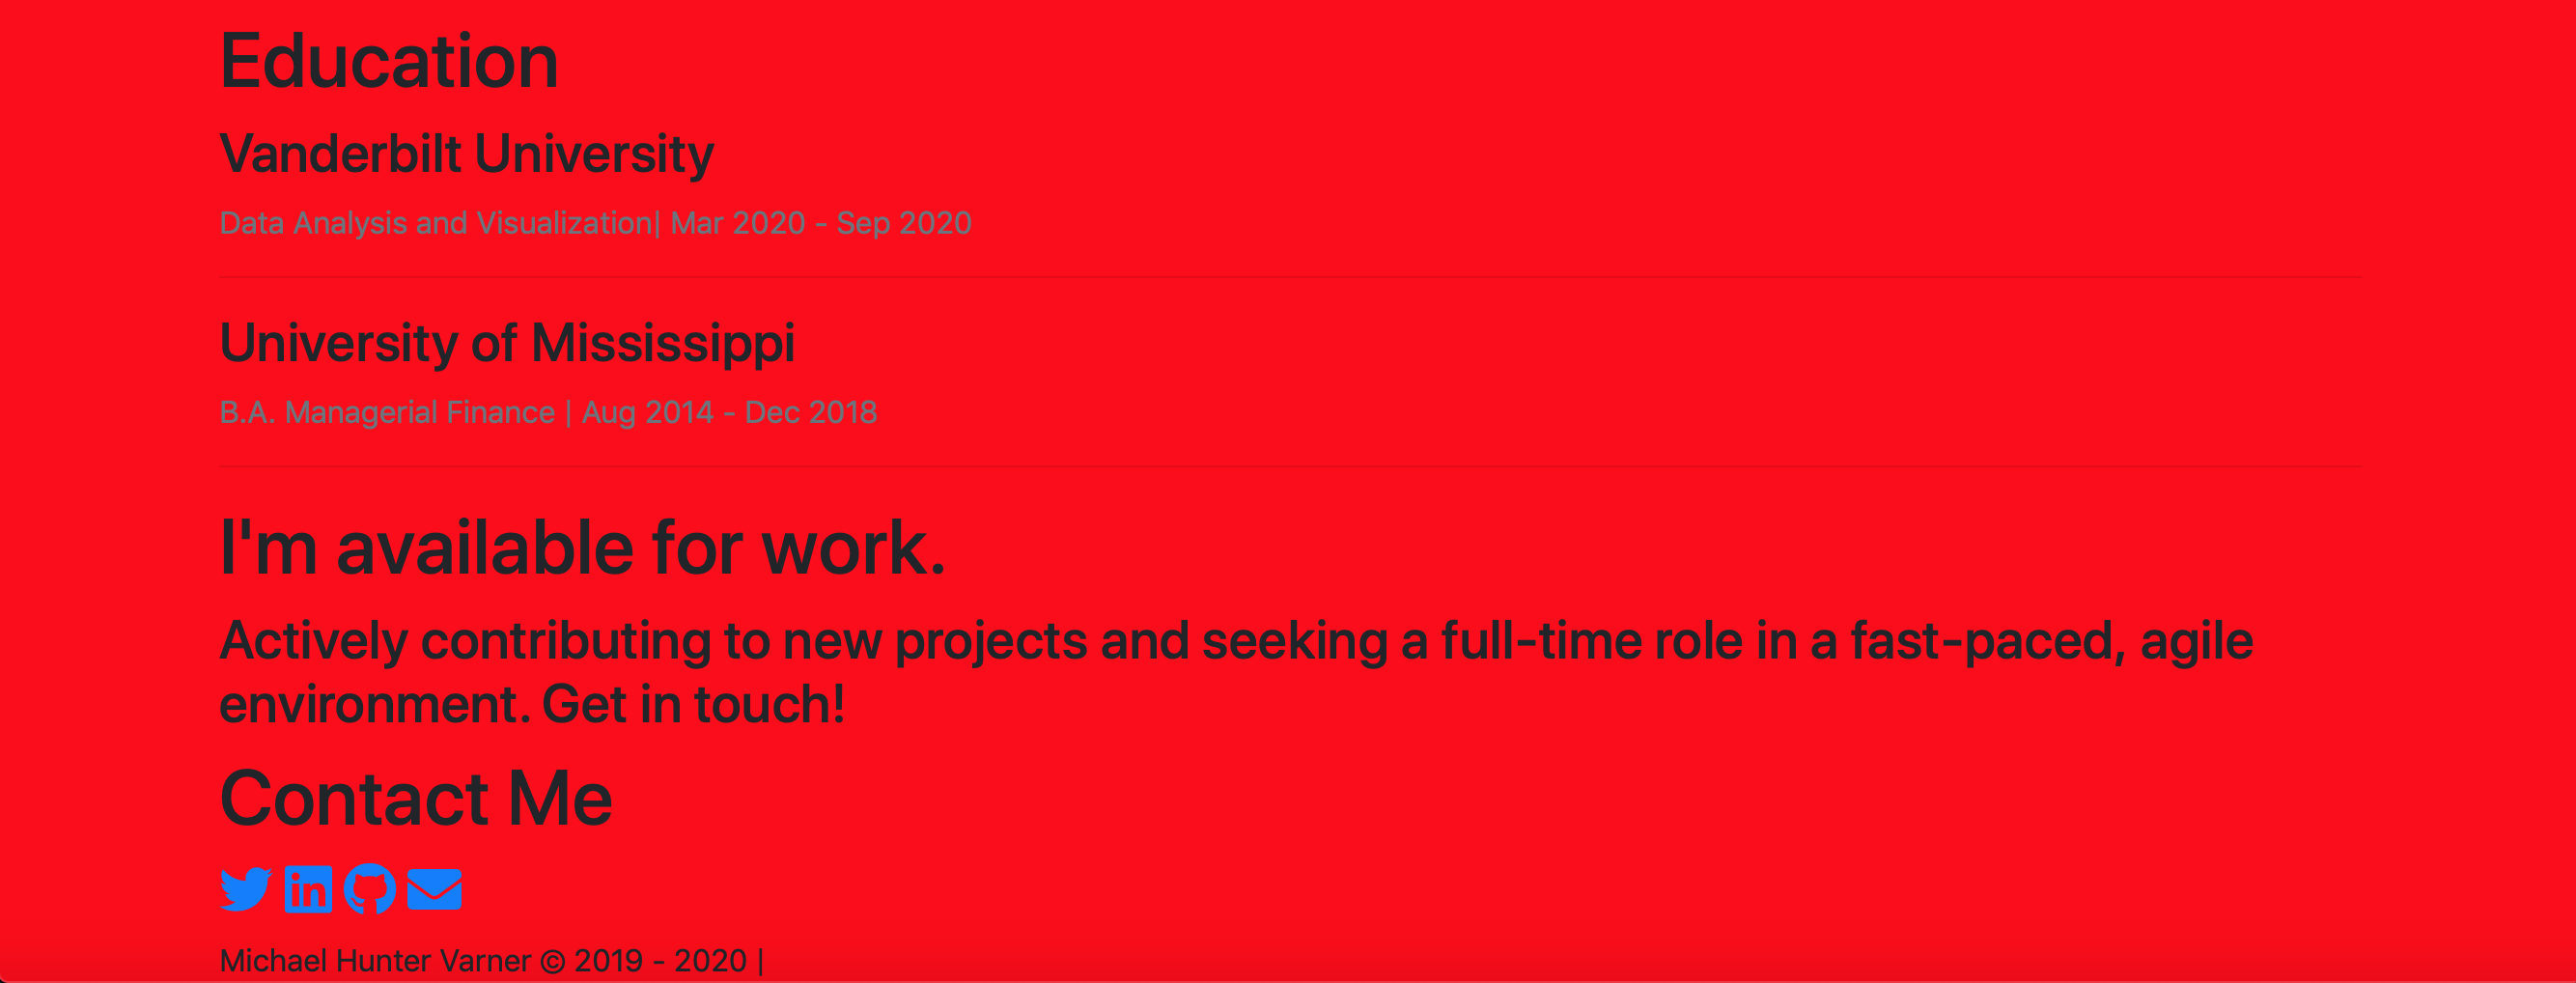 Education
Vanderbilt University
Data Analysis and Visualization| Mar 2020 - Sep 2020
University of Mississippi
B.A. Managerial Finance | Aug 2014 - Dec 2018
I'm available for work.
Actively contributing to new projects and seeking a full-time role in a fast-paced, agile
environment. Get in touch!
Contact Me
in
Michael Hunter Varner © 2019 - 2020 |